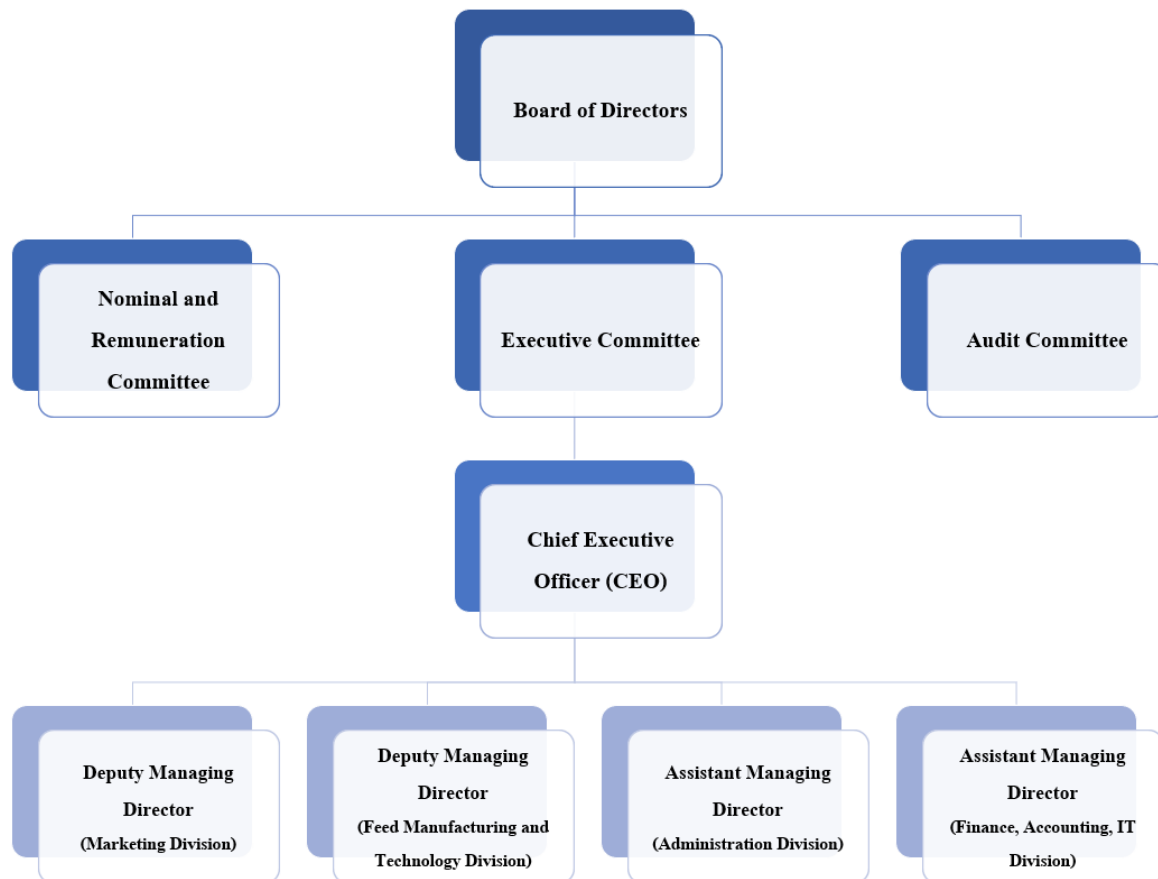 Board of Directors
Nominal and
Remuneration
Committee
Executive Committee
Audit Committee
Chief Executive
Officer (CEO)
Deputy Managing
Director
(Marketing Division)
Deputy Managing
Director
(Feed Manufacturing and
Technology Division)
Assistant Managing
Director
(Administration Division)
Assistant Managing
Director
(Finance, Accounting, IT
Division)